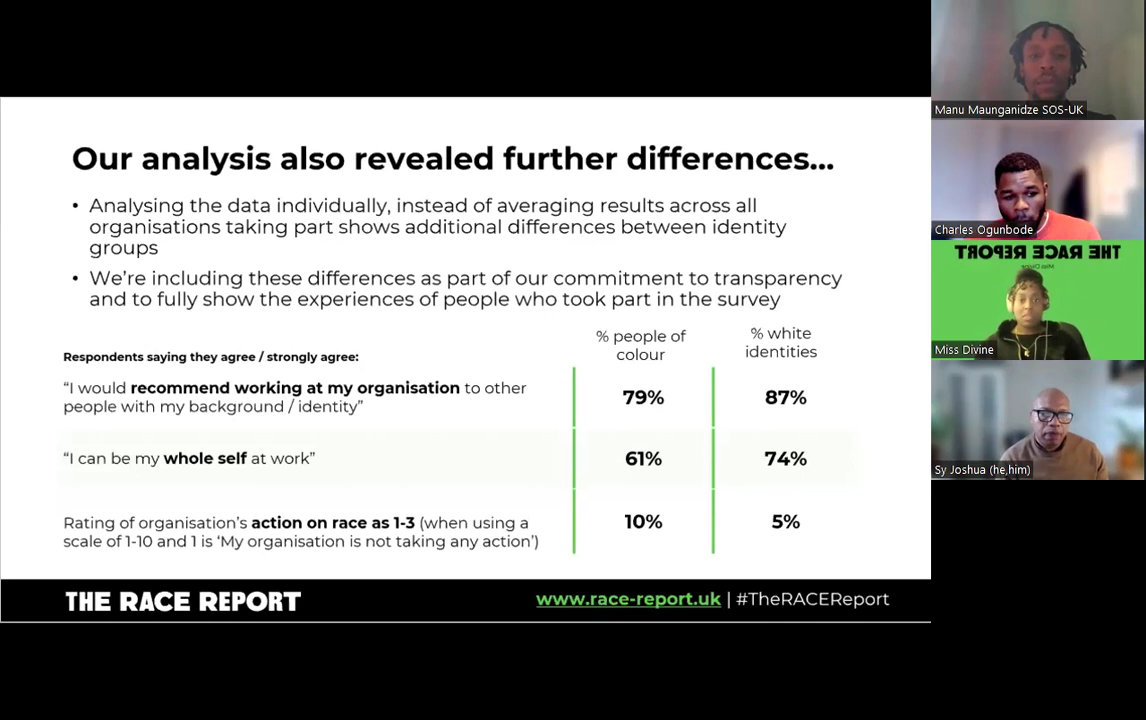 Our analysis also revealed further differences...
• Analysing the data individually, instead of averaging results across all
organisations taking part shows additional differences between identity
groups
• We're including these differences as part of our commitment to transparency
and to fully show the experiences of people who took part in the survey
Respondents saying they agree / strongly agree:
% people of
colour
% white
identities
"I would recommend working at my organisation to other
people with my background / identity"
79%
87%
"I can be my whole self at work"
61%
74%
Rating of organisation's action on race as 1-3 (when using a
scale of 1-10 and 1 is 'My organisation is not taking any action')
10%
5%
THE RACE REPORT
www.race-report.uk | #TheRACEReport
Manu Maunganidze SOS-UK
Charles Ogunbode
THE RACE REPORT
Miss Divine
Miss Divine
Sy Joshua (he,him)